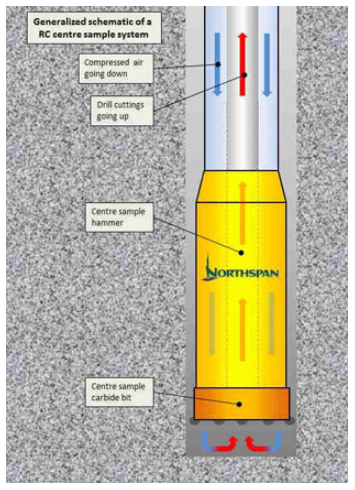 Generalized schematic of a
RC centre sample system
Compressed air
going down
Drill cuttings
going up
Centre sample
hammer
NORTHSPAN
Centre sample
carbide bit